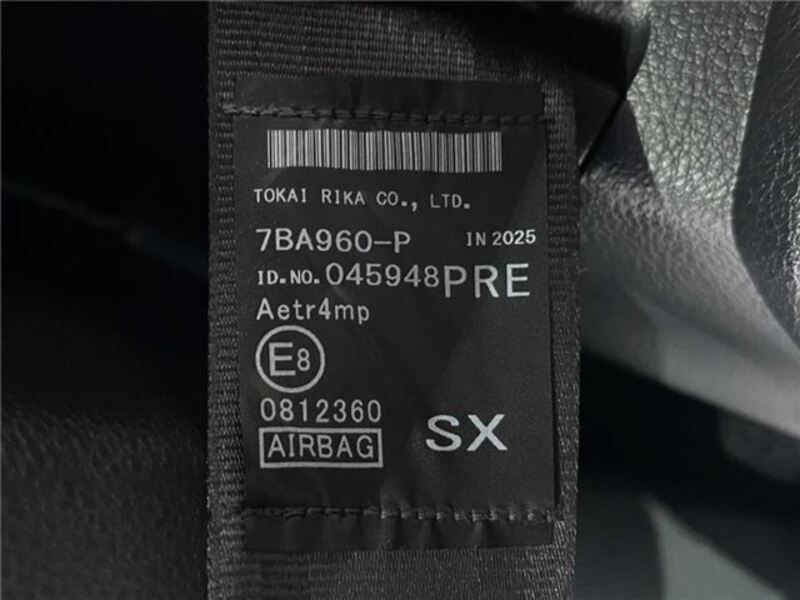 TOKAI RIKA CO., LTD.
7BA960-P IN 2025
ID.NO. 045948PRE
Aetr4mp
E8
0812360
AIRBAG SX